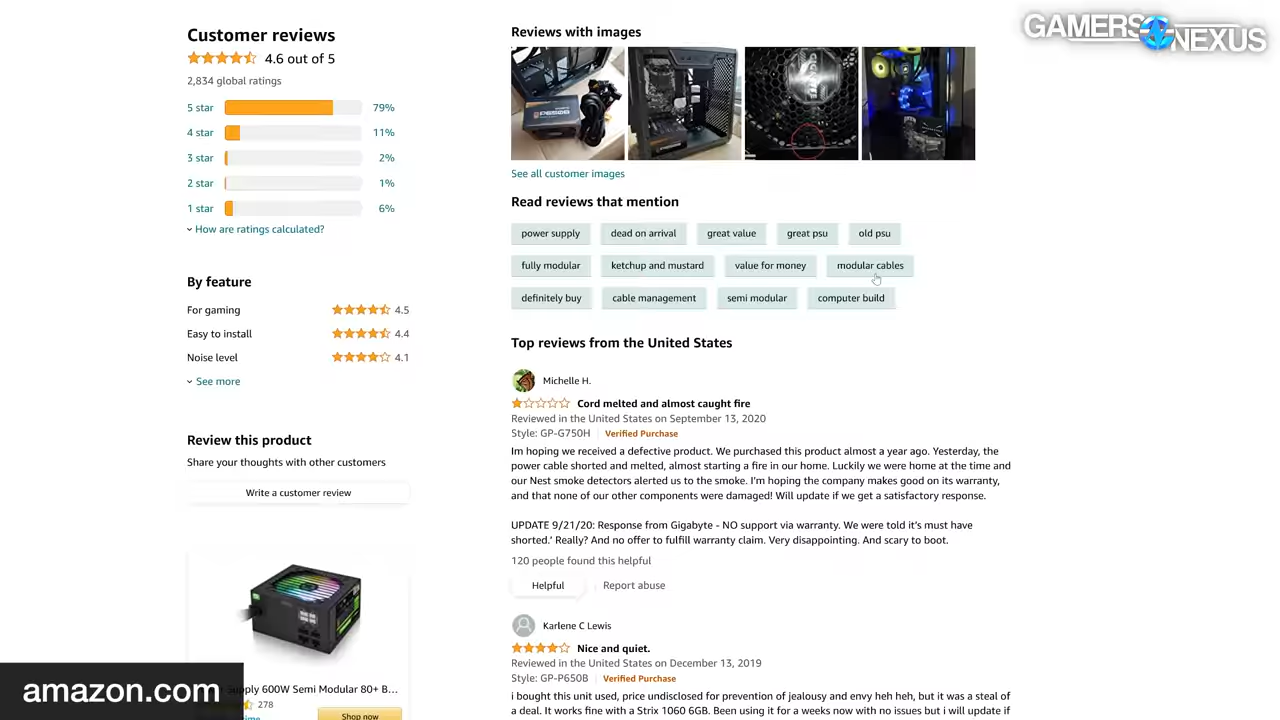 GAMERS NEXUS
Customer reviews
4.6 out of 5
2,834 global ratings
5 star 79%
4 star 11%
3 star 2%
2 star 1%
1 star 6%
How are ratings calculated?
By feature
For gaming 4.5
Easy to install 4.4
Noise level 4.1
See more
Review this product
Share your thoughts with other customers
Write a customer review
600W Semi Modular 80+ B...
278
Shop now
amazon.com
Reviews with images
See all customer images
Read reviews that mention
power supply dead on arrival great value great psu old psu
fully modular ketchup and mustard value for money modular cables
definitely buy cable management semi modular computer build
Top reviews from the United States
Michelle H.
Cord melted and almost caught fire
Reviewed in the United States on September 13, 2020
Style: GP-G750H Verified Purchase
Im hoping we received a defective product. We purchased this product almost a year ago. Yesterday, the
power cable shorted and melted, almost starting a fire in our home. Luckily we were home at the time and
our Nest smoke detectors alerted us to the smoke. I'm hoping the company makes good on its warranty,
and that none of our other components were damaged! Will update if we get a satisfactory response.
UPDATE 9/21/20: Response from Gigabyte - NO support via warranty. We were told it's must have
shorted.' Really? And no offer to fulfill warranty claim. Very disappointing. And scary to boot.
120 people found this helpful
Helpful Report abuse
Karlene C Lewis
Nice and quiet.
Reviewed in the United States on December 13, 2019
Style: GP-P650B Verified Purchase
i bought this unit used, price undisclosed for prevention of jealousy and envy heh heh, but it was a steal of
a deal. It works fine with a Strix 1060 6GB. Been using it for a weeks now with no issues but i will update if